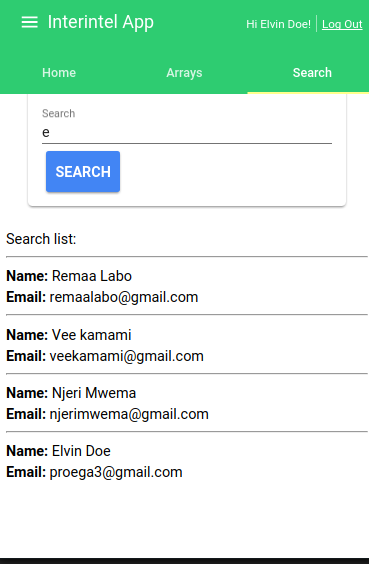 Interintel App
Hi Elvin Doe! | Log Out
Home Arrays Search
Search
e
SEARCH
Search list:
Name: Remaa Labo
Email: remaalabo@gmail.com
Name: Vee kamami
Email: veekamami@gmail.com
Name: Njeri Mwema
Email: njerimwema@gmail.com
Name: Elvin Doe
Email: proega3@gmail.com